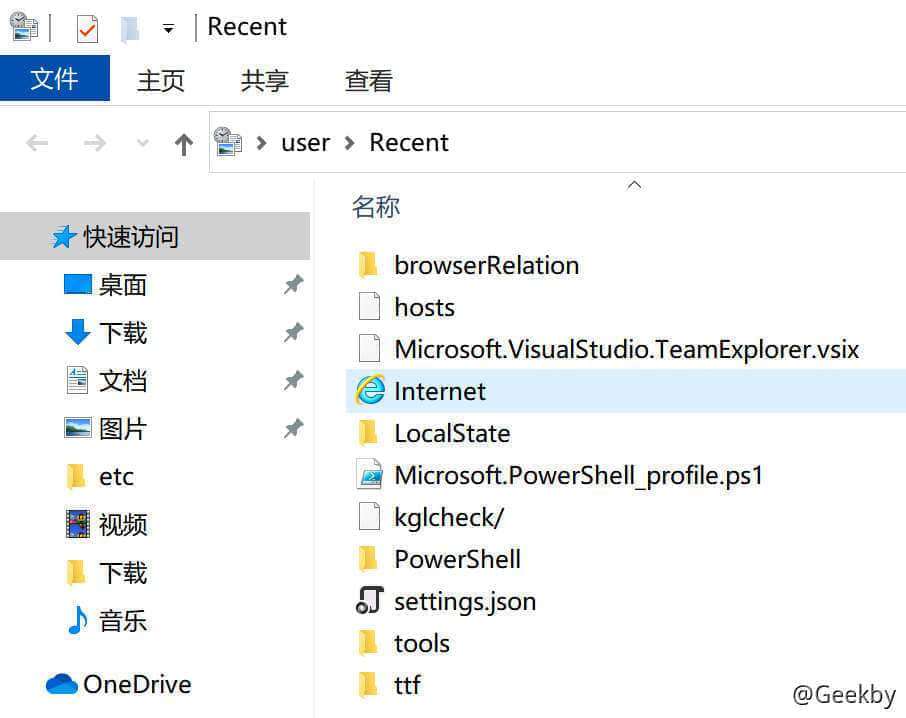 Recent
文件 主页 共享 查看
user Recent
名称
快速访问
桌面
下载
文档
图片
etc
视频
下载
音乐
OneDrive
browserRelation
hosts
Microsoft.VisualStudio.TeamExplorer.vsix
Internet
LocalState
Microsoft.PowerShell_profile.ps1
kglcheck/
PowerShell
settings.json
tools
ttf
@Geekby